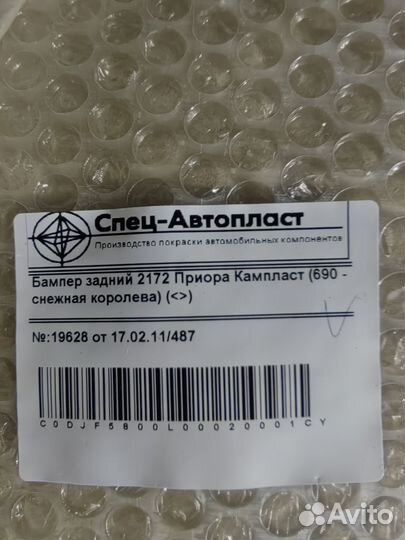 Спец-Автопласт
Производство покраски автомобильных компонентов
Бампер задний 2172 Приора Кампласт (690 -
снежная королева) (<>)
№:19628 от 17.02.11/487
C0DJF5800L00020001CY
Avito